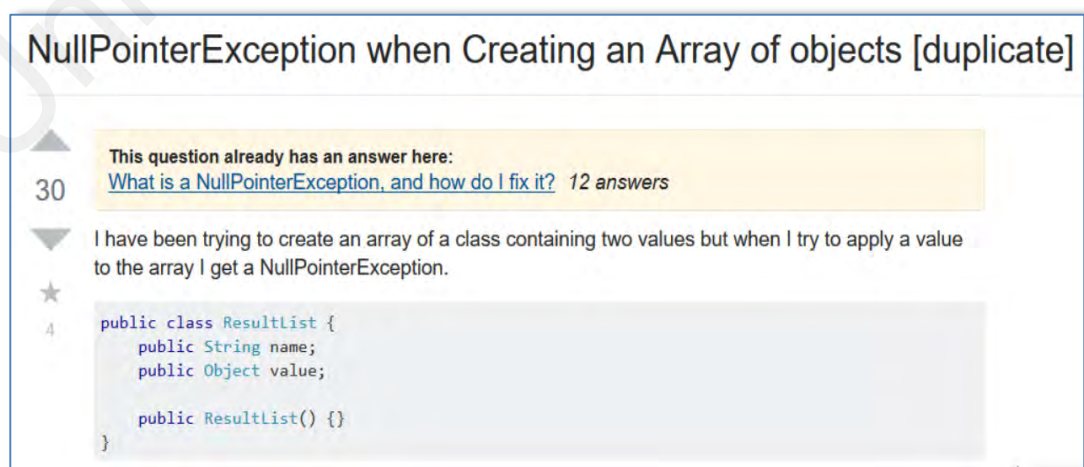 NullPointerException when Creating an Array of objects [duplicate]
This question already has an answer here:
30
What is a NullPointerException, and how do I fix it? 12 answers
I have been trying to create an array of a class containing two values but when I try to apply a value
to the array I get a NullPointerException.
4
public class ResultList {
    public String name;
    public Object value;
    public ResultList() {}
}